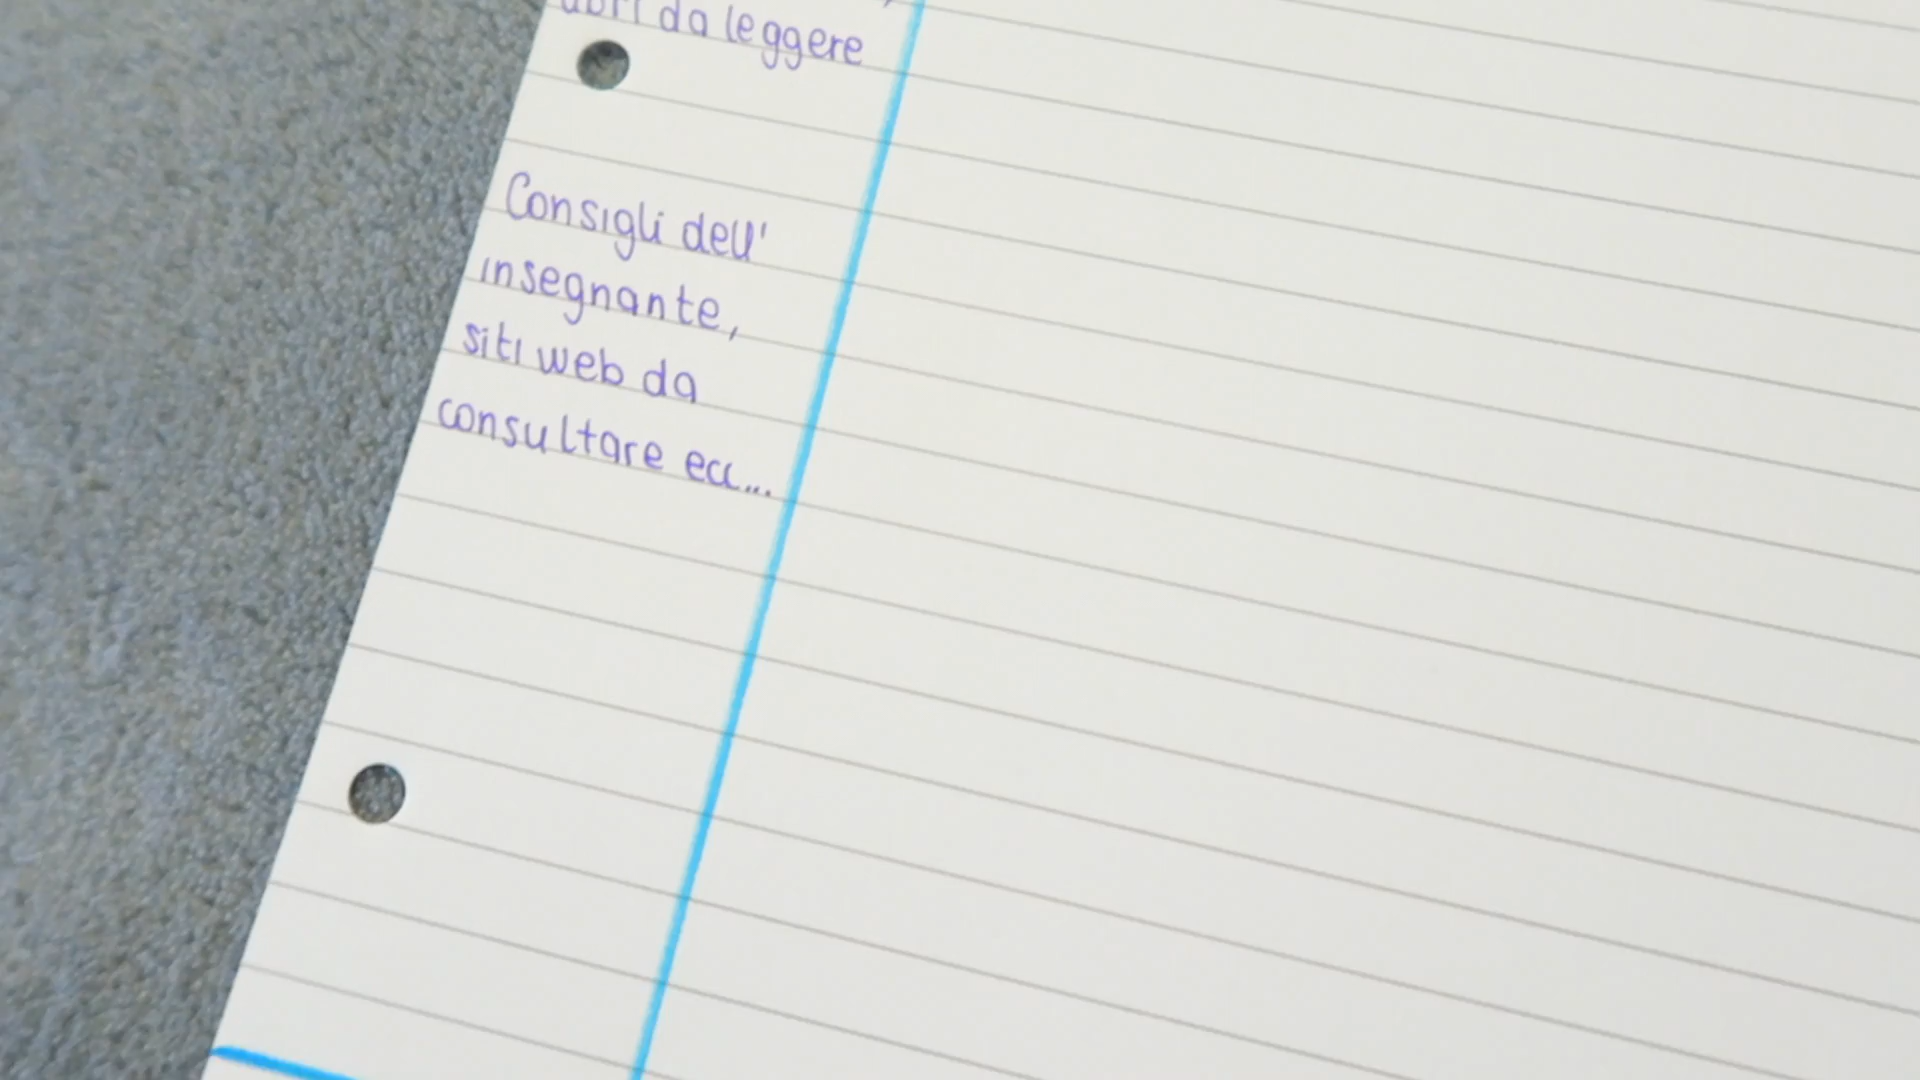 da leggere
Consigli dell'
insegnante,
siti web da
consultare ecc...